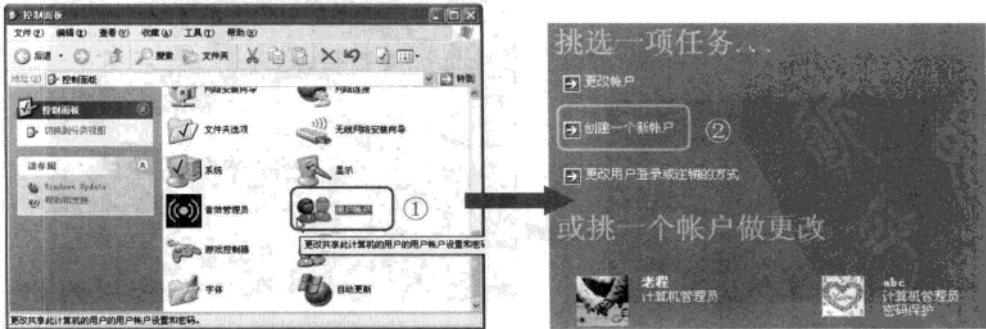 控制面板
文件(F) 编辑(E) 查看(V) 收藏(A) 工具(T) 帮助(H)
后退 搜索 文件夹
地址(D) 控制面板 转到
控制面板
切换到分类视图
请参阅
Windows Update
帮助和支持
网络安装向导 网络连接
文件夹选项 无线网络安装向导
系统 显示
音效管理员 用户帐户 ①
更改共享此计算机的用户的用户帐户设置和密码
游戏控制器
字体 自动更新
更改共享此计算机的用户的用户帐户设置和密码。
挑选一项任务...
更改帐户
创建一个新帐户 ②
更改用户登录或注销的方式
或挑一个帐户做更改
老程
计算机管理员
abc
计算机管理员
密码保护